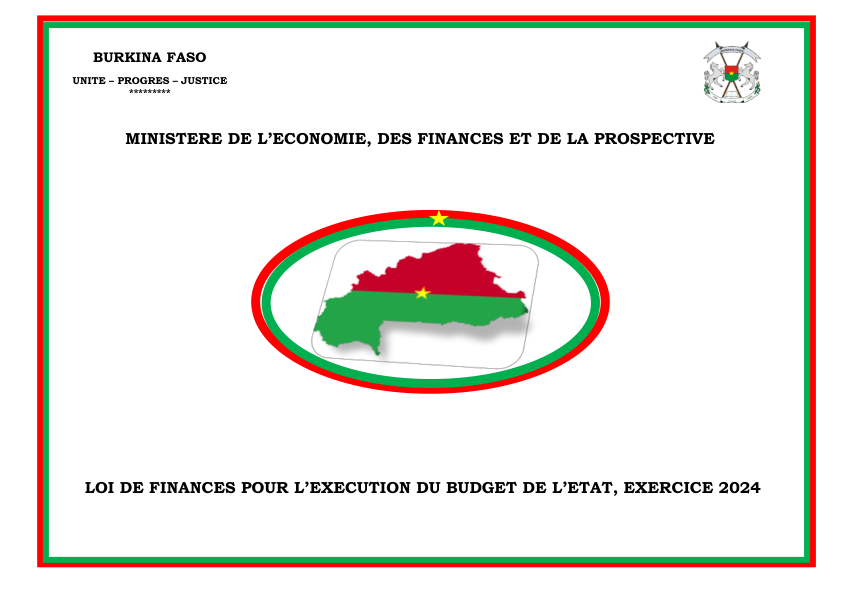 BURKINA FASO
UNITE – PROGRES – JUSTICE
*********
MINISTERE DE L’ECONOMIE, DES FINANCES ET DE LA PROSPECTIVE
LOI DE FINANCES POUR L’EXECUTION DU BUDGET DE L’ETAT, EXERCICE 2024